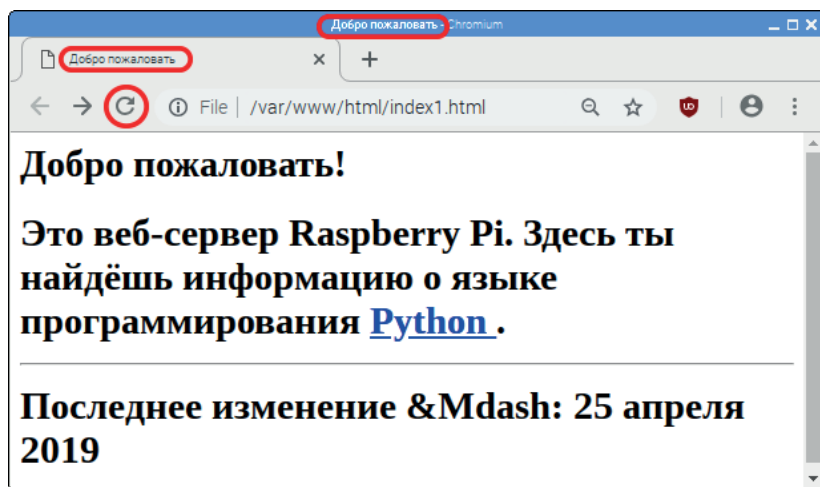 Добро пожаловать - Chromium
Добро пожаловать
File | /var/www/html/index1.html
Добро пожаловать!
Это веб-сервер Raspberry Pi. Здесь ты
найдёшь информацию о языке
программирования Python .
Последнее изменение &Mdash: 25 апреля
2019